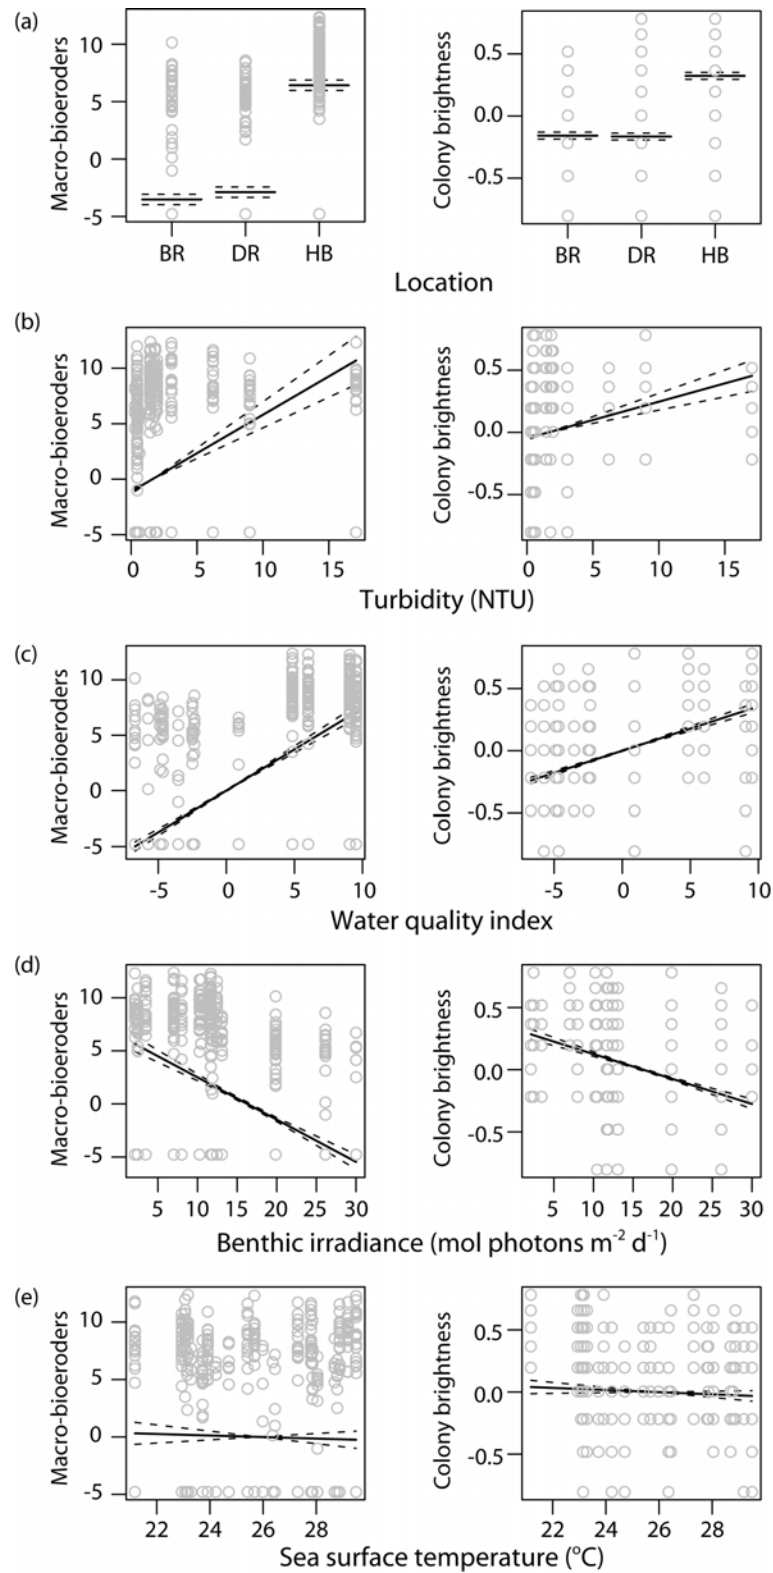 (a)
Macro-bioeroders
10
5
0
-5
BR DR HB
Colony brightness
0.5
0.0
-0.5
BR DR HB
Location
(b)
Macro-bioeroders
10
5
0
-5
0 5 10 15
Colony brightness
0.5
0.0
-0.5
0 5 10 15
Turbidity (NTU)
(c)
Macro-bioeroders
10
5
0
-5
-5 0 5 10
Colony brightness
0.5
0.0
-0.5
-5 0 5 10
Water quality index
(d)
Macro-bioeroders
10
5
0
-5
5 10 15 20 25 30
Colony brightness
0.5
0.0
-0.5
5 10 15 20 25 30
Benthic irradiance (mol photons m⁻² d⁻¹)
(e)
Macro-bioeroders
10
5
0
-5
22 24 26 28
Colony brightness
0.5
0.0
-0.5
22 24 26 28
Sea surface temperature (°C)